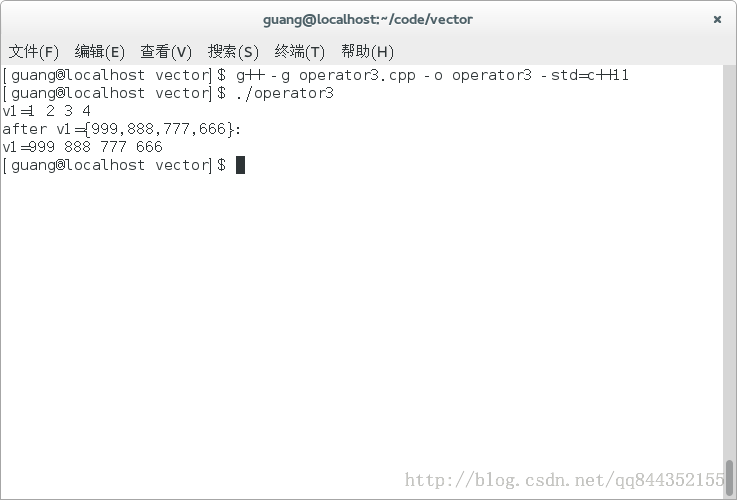 guang@localhost:~/code/vector
文件(F) 编辑(E) 查看(V) 搜索(S) 终端(T) 帮助(H)
[guang@localhost vector]$ g++ -g operator3.cpp -o operator3 -std=c++11
[guang@localhost vector]$ ./operator3
v1=1 2 3 4
after v1={999,888,777,666}:
v1=999 888 777 666
[guang@localhost vector]$
http://blog.csdn.net/qq844352155